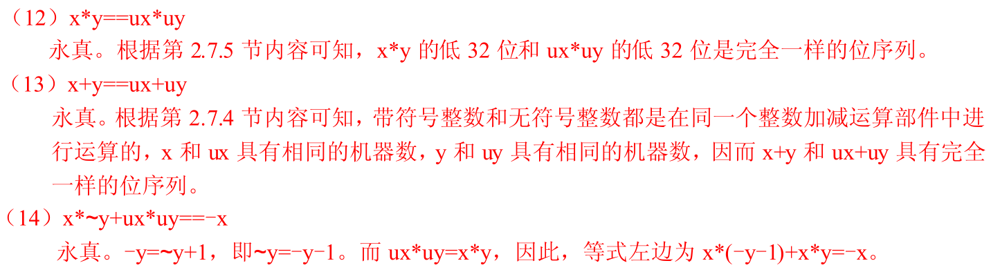 （12）x*y==ux*uy
永真。根据第 2.7.5 节内容可知，x*y 的低 32 位和 ux*uy 的低 32 位是完全一样的位序列。
（13）x+y==ux+uy
永真。根据第 2.7.4 节内容可知，带符号整数和无符号整数都是在同一个整数加减运算部件中进
行运算的，x 和 ux 具有相同的机器数，y 和 uy 具有相同的机器数，因而 x+y 和 ux+uy 具有完全
一样的位序列。
（14）x*~y+ux*uy==-x
永真。-y=~y+1，即~y=-y-1。而 ux*uy=x*y，因此，等式左边为 x*(-y-1)+x*y=-x。